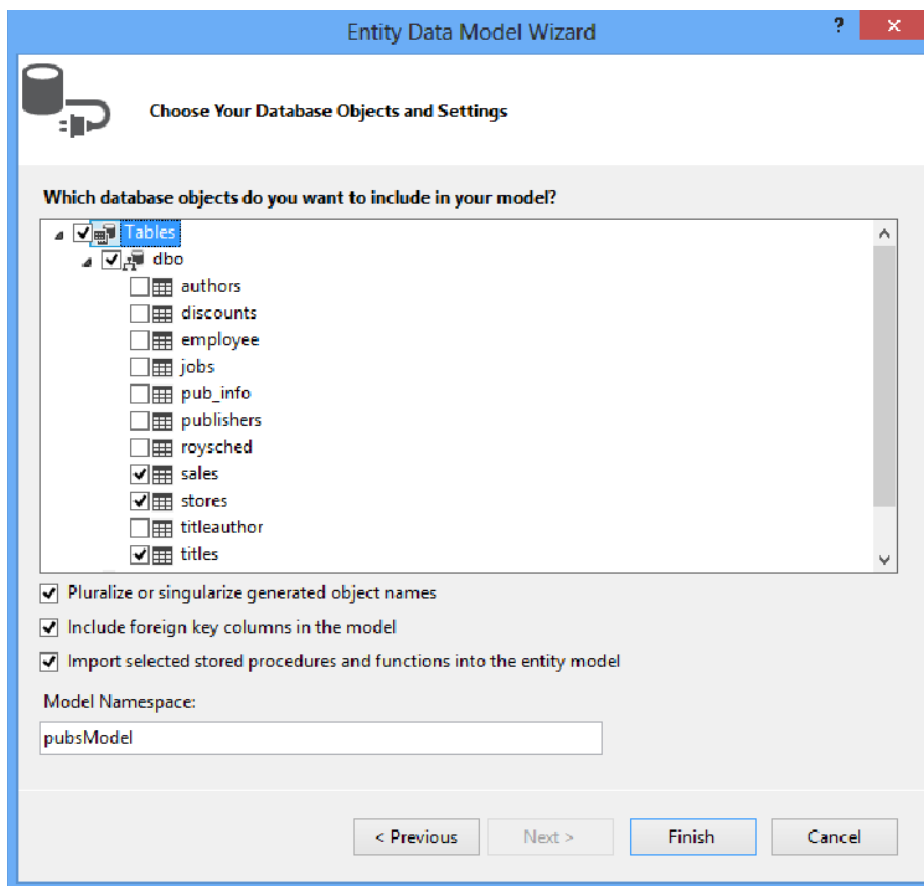 Entity Data Model Wizard
?
Choose Your Database Objects and Settings
Which database objects do you want to include in your model?
Tables
dbo
authors
discounts
employee
jobs
pub_info
publishers
roysched
sales
stores
titleauthor
titles
Pluralize or singularize generated object names
Include foreign key columns in the model
Import selected stored procedures and functions into the entity model
Model Namespace:
pubsModel
< Previous
Next >
Finish
Cancel